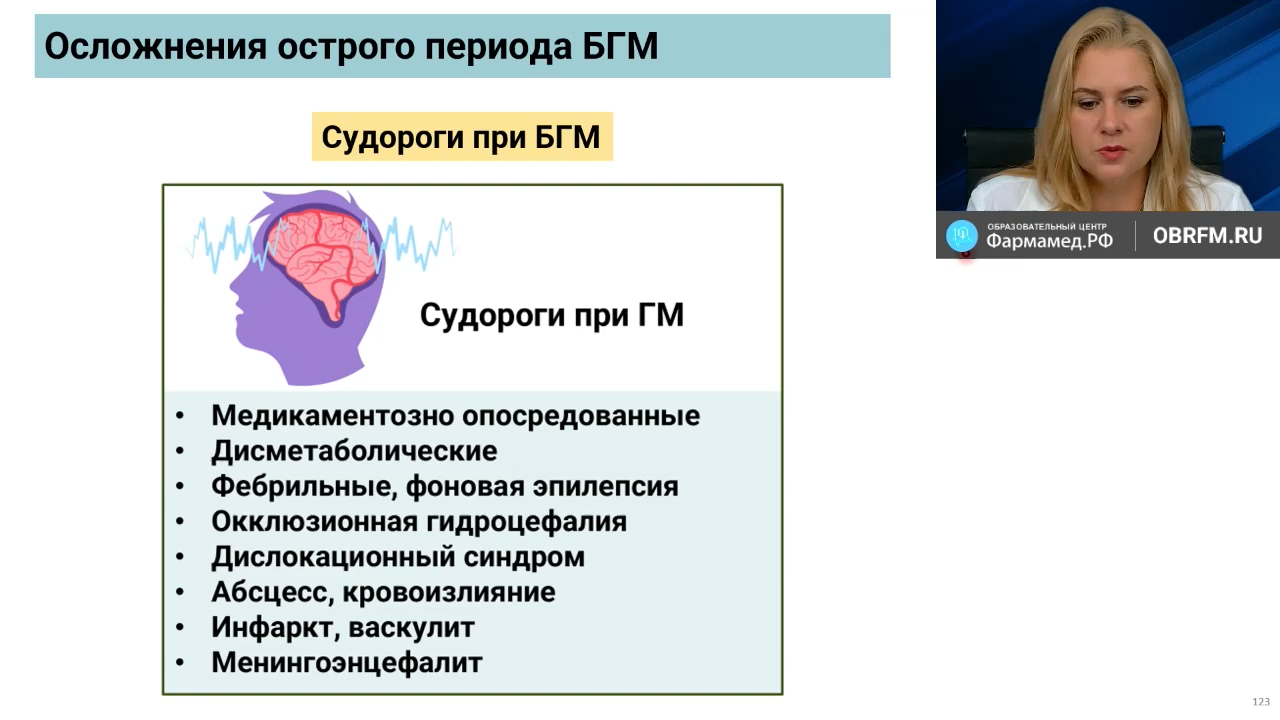 Осложнения острого периода БГМ
Судороги при БГМ
Судороги при ГМ
• Медикаментозно опосредованные
• Дисметаболические
• Фебрильные, фоновая эпилепсия
• Окклюзионная гидроцефалия
• Дислокационный синдром
• Абсцесс, кровоизлияние
• Инфаркт, васкулит
• Менингоэнцефалит
ОБРАЗОВАТЕЛЬНЫЙ ЦЕНТР
Фармамед.РФ
OBRFM.RU
123